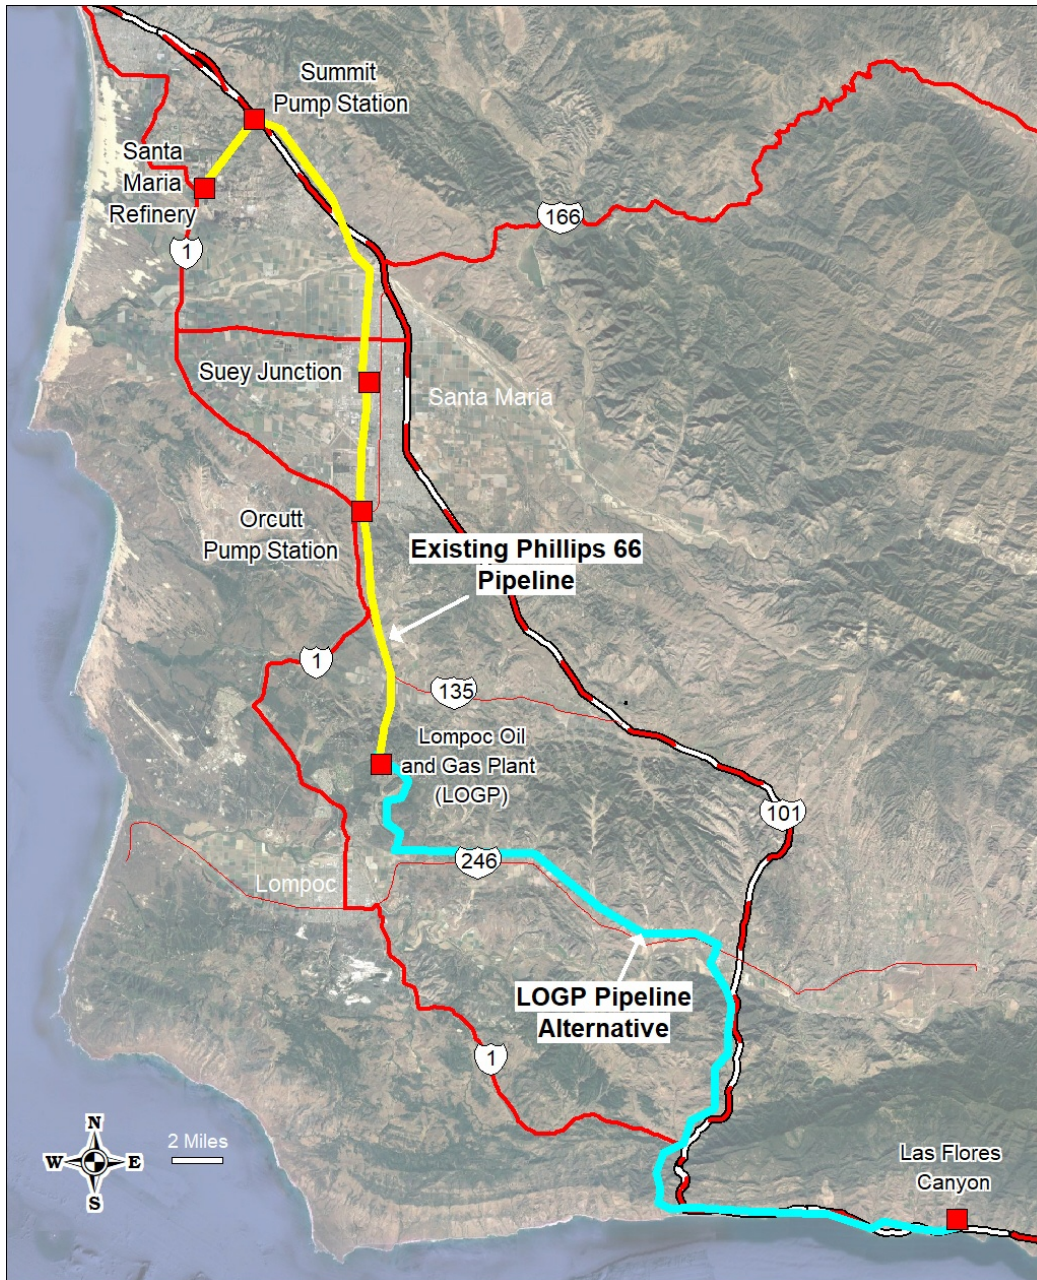 Summit
Pump Station
Santa
Maria
Refinery
166
1
Suey Junction
Santa Maria
Orcutt
Pump Station
Existing Phillips 66
Pipeline
1
135
Lompoc Oil
and Gas Plant
(LOGP)
101
246
Lompoc
LOGP Pipeline
Alternative
1
N
W
E
S
2 Miles
Las Flores
Canyon